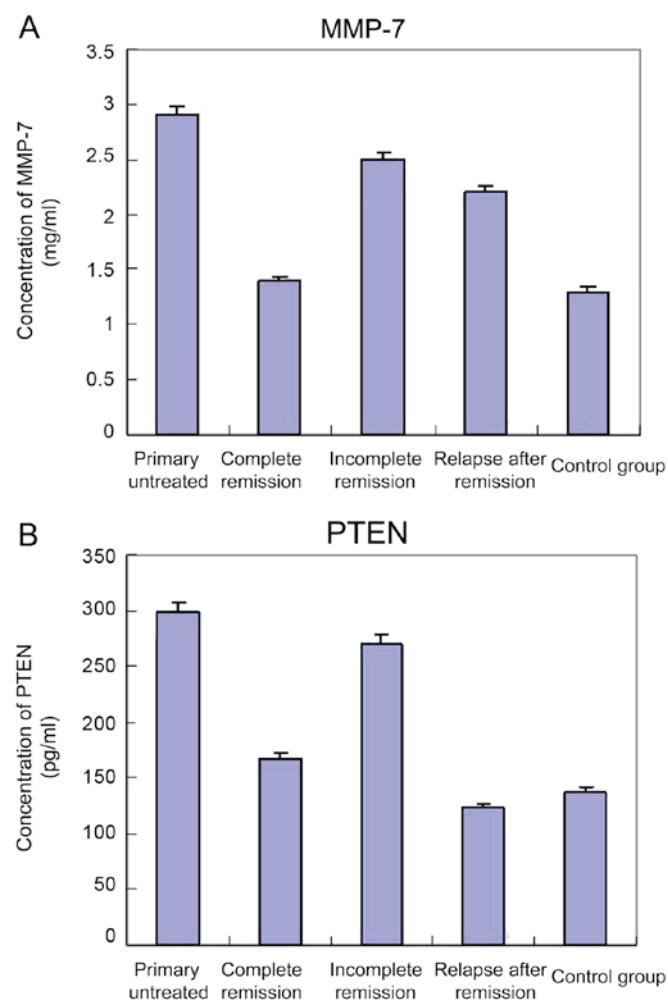 A
MMP-7
Concentration of MMP-7
(mg/ml)
3.5
3
2.5
2
1.5
1
0.5
0
Primary
untreated
Complete
remission
Incomplete
remission
Relapse after
remission
Control group
B
PTEN
Concentration of PTEN
(pg/ml)
350
300
250
200
150
100
50
0
Primary
untreated
Complete
remission
Incomplete
remission
Relapse after
remission
Control group